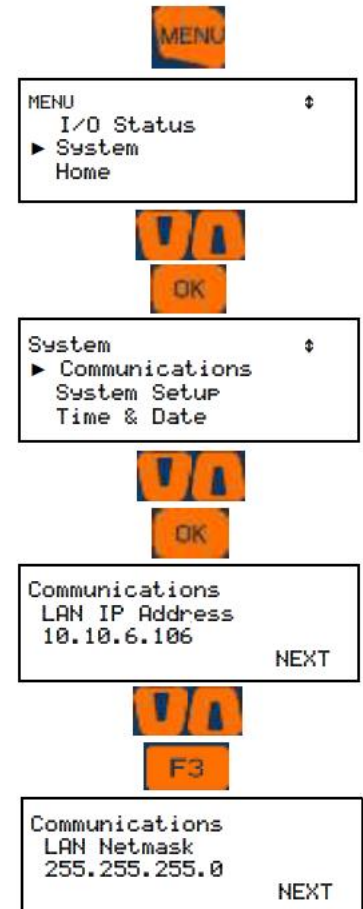 MENU
MENU
I/O Status
► System
Home
OK
System
► Communications
System Setup
Time & Date
OK
Communications
LAN IP Address
10.10.6.106
NEXT
F3
Communications
LAN Netmask
255.255.255.0
NEXT